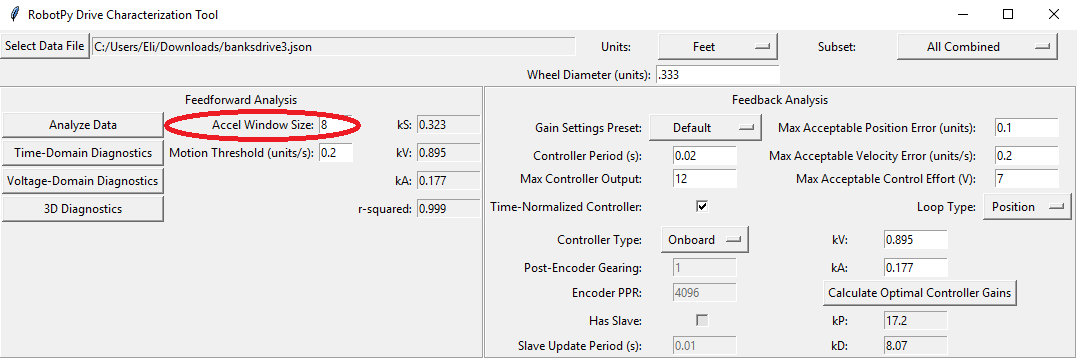 RobotPy Drive Characterization Tool
Select Data File C:/Users/Eli/Downloads/banksdrive3.json Units: Feet Subset: All Combined
Wheel Diameter (units): .333
Feedforward Analysis
Analyze Data Accel Window Size: 8 kS: 0.323
Time-Domain Diagnostics Motion Threshold (units/s): 0.2 kV: 0.895
Voltage-Domain Diagnostics kA: 0.177
3D Diagnostics r-squared: 0.999
Feedback Analysis
Gain Settings Preset: Default Max Acceptable Position Error (units): 0.1
Controller Period (s): 0.02 Max Acceptable Velocity Error (units/s): 0.2
Max Controller Output: 12 Max Acceptable Control Effort (V): 7
Time-Normalized Controller: Loop Type: Position
Controller Type: Onboard kV: 0.895
Post-Encoder Gearing: 1 kA: 0.177
Encoder PPR: 4096 Calculate Optimal Controller Gains
Has Slave: kP: 17.2
Slave Update Period (s): 0.01 kD: 8.07